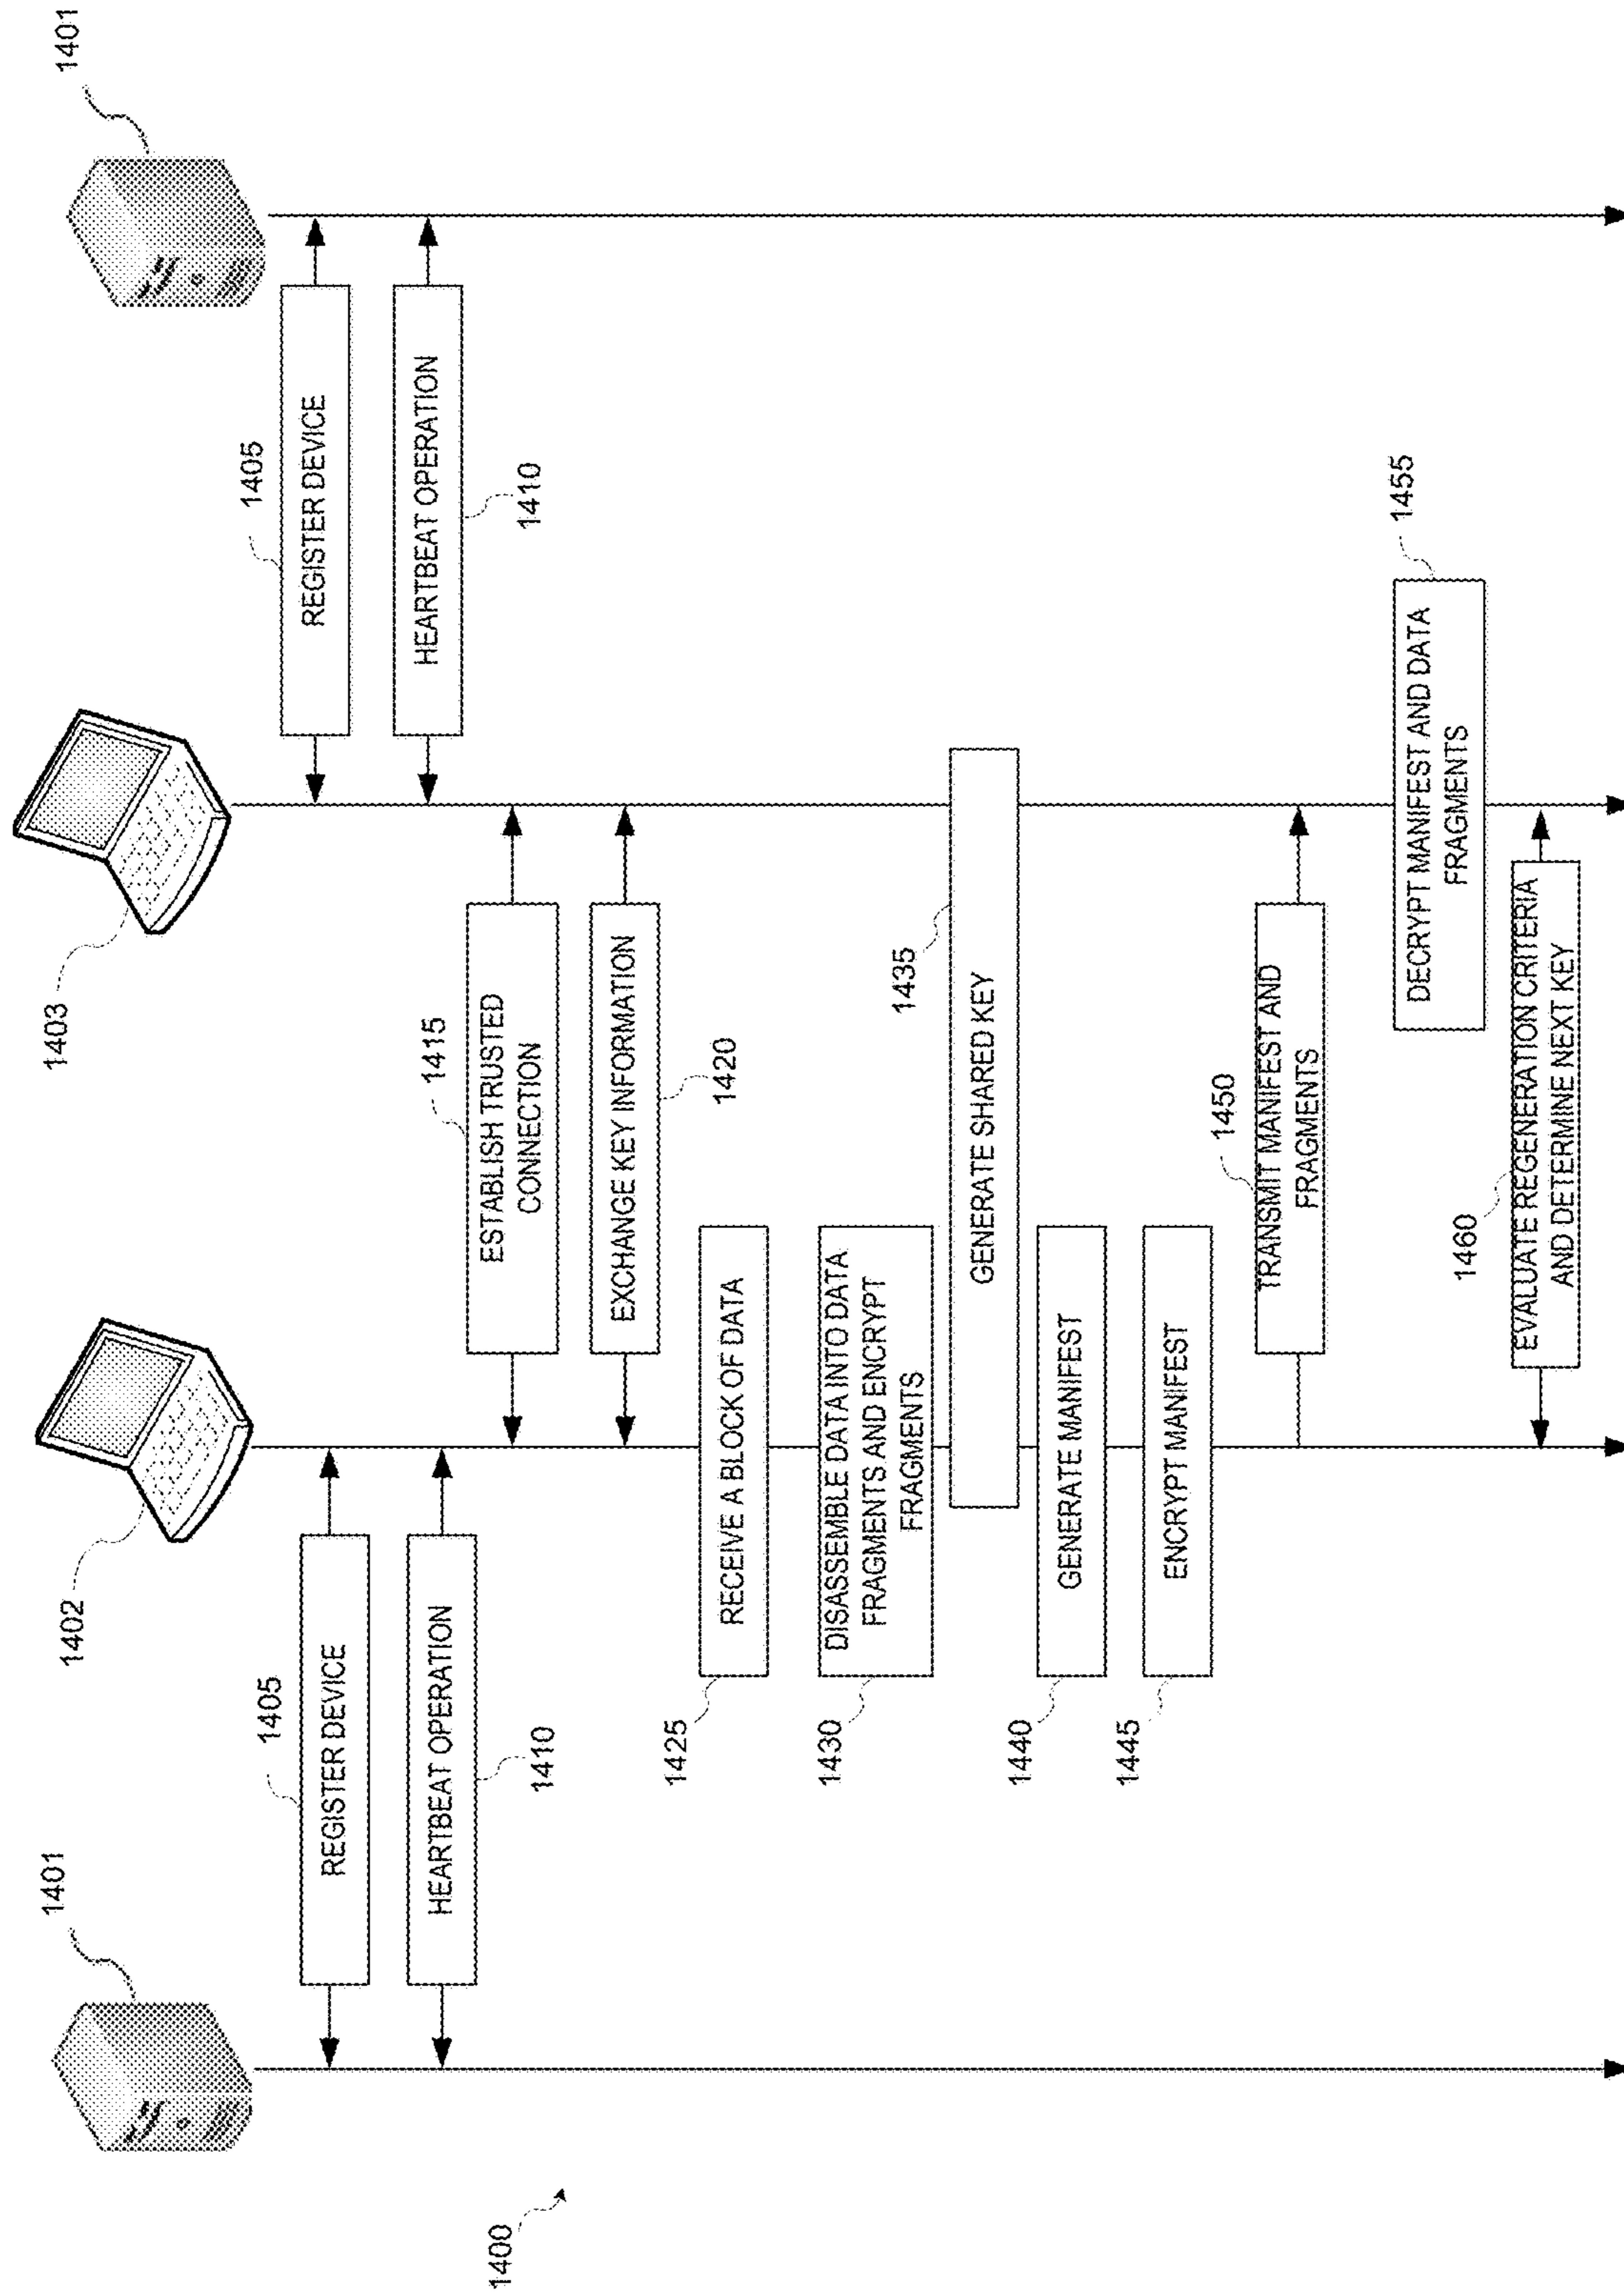 1400
1401
1402
1403
1401
1405
REGISTER DEVICE
1405
REGISTER DEVICE
HEARTBEAT OPERATION
1410
HEARTBEAT OPERATION
1410
1415
ESTABLISH TRUSTED
CONNECTION
EXCHANGE KEY INFORMATION
1420
1425
RECEIVE A BLOCK OF DATA
1430
DISASSEMBLE DATA INTO DATA
FRAGMENTS AND ENCRYPT
FRAGMENTS
1435
GENERATE SHARED KEY
1440
GENERATE MANIFEST
1445
ENCRYPT MANIFEST
1450
TRANSMIT MANIFEST AND
FRAGMENTS
1455
DECRYPT MANIFEST AND DATA
FRAGMENTS
1460
EVALUATE REGENERATION CRITERIA
AND DETERMINE NEXT KEY